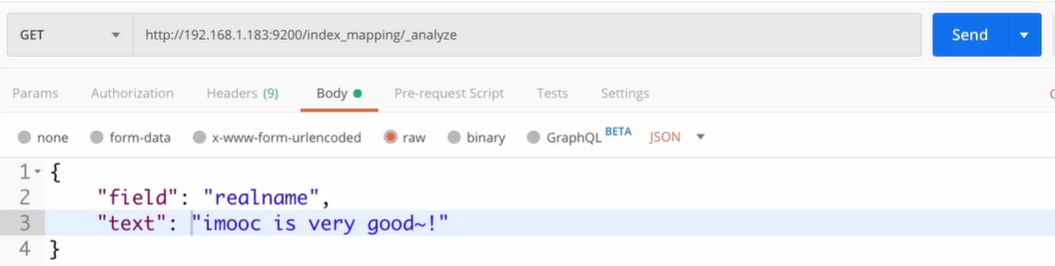 GET http://192.168.1.183:9200/index_mapping/_analyze Send
Params Authorization Headers (9) Body Pre-request Script Tests Settings
none form-data x-www-form-urlencoded raw binary GraphQL BETA JSON
1 {
2 "field": "realname",
3 "text": "imooc is very good~!"
4 }